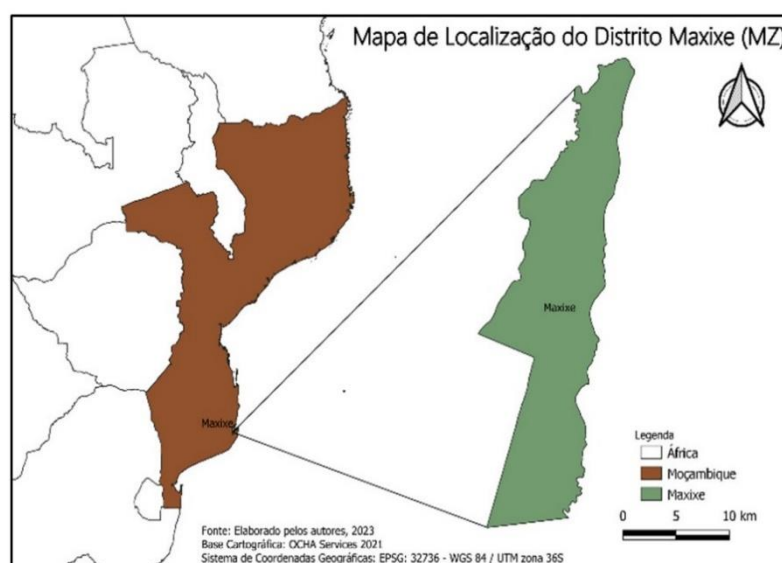 Mapa de Localização do Distrito Maxixe (MZ)
Maxixe
Maxixe
Legenda
África
Moçambique
Maxixe
0 5 10 km
Fonte: Elaborado pelos autores, 2023
Base Cartográfica: OCHA Services 2021
Sistema de Coordenadas Geográficas: EPSG: 32736 - WGS 84 / UTM zona 36S